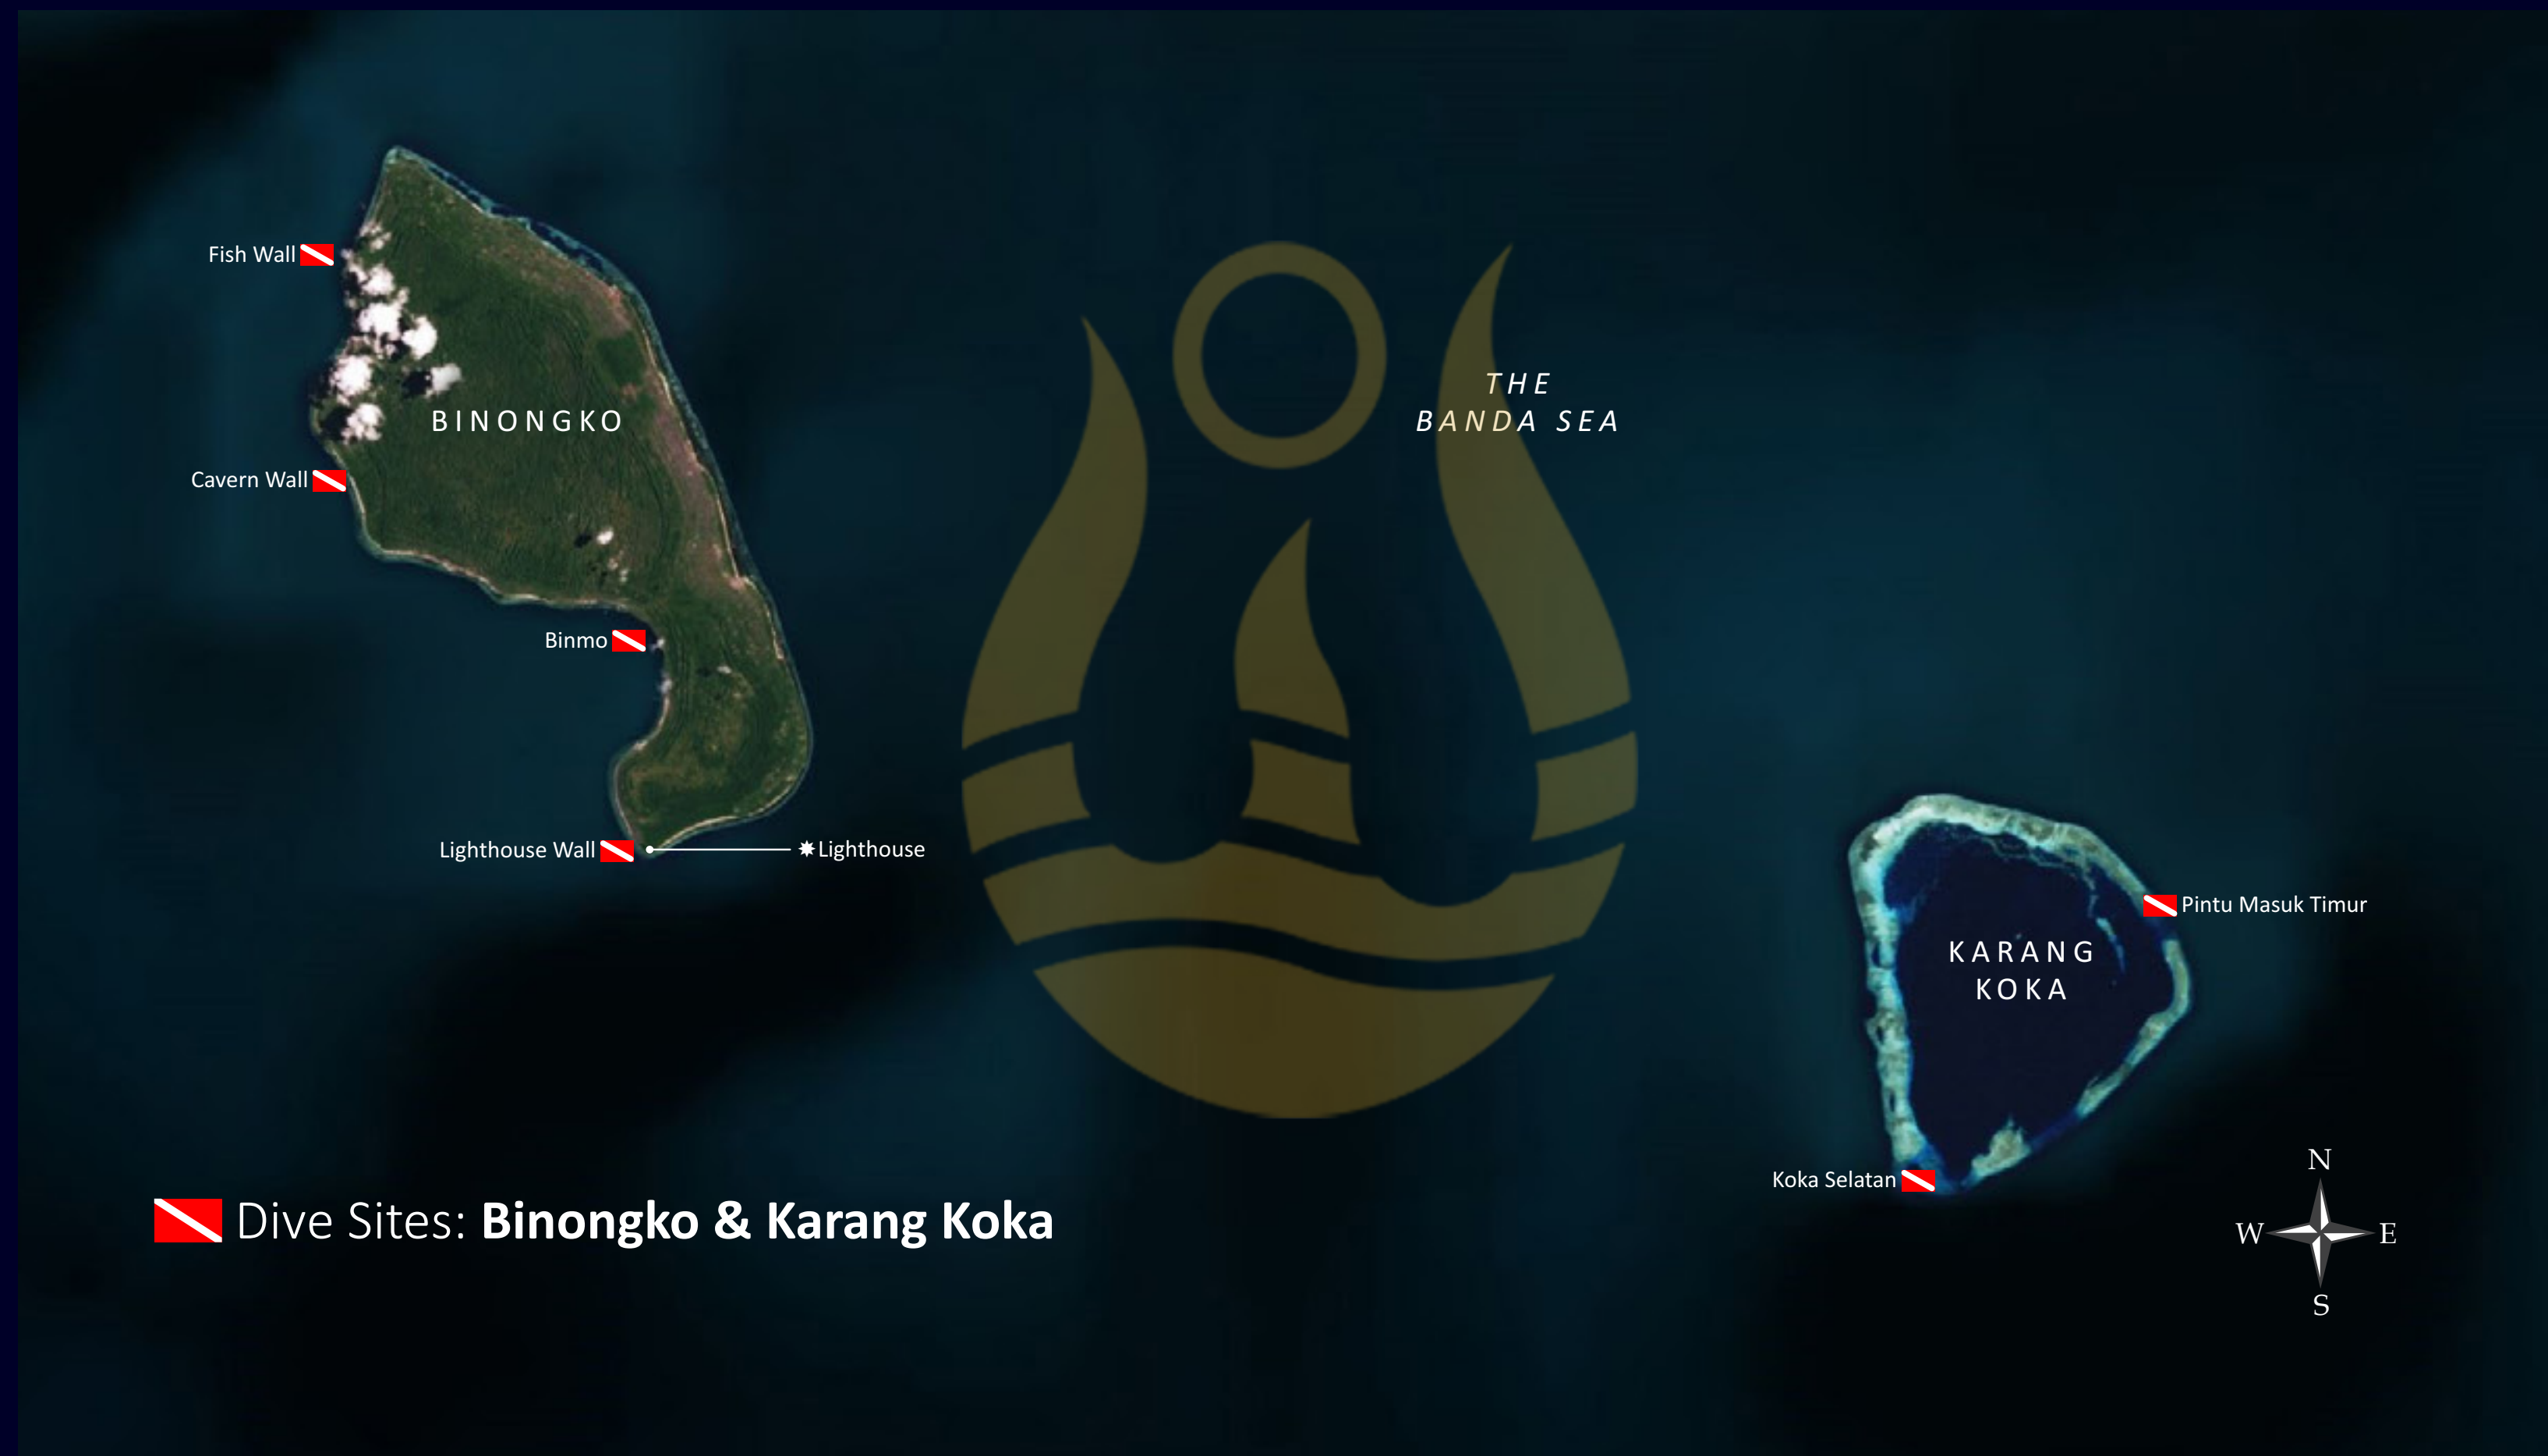 Fish Wall
THE
BANDA SEA
BINONGKO
Cavern Wall
Binmo
Lighthouse Wall
Lighthouse
Pintu Masuk Timur
KARANG
KOKA
Koka Selatan
Dive Sites: Binongko & Karang Koka
N
W
E
S